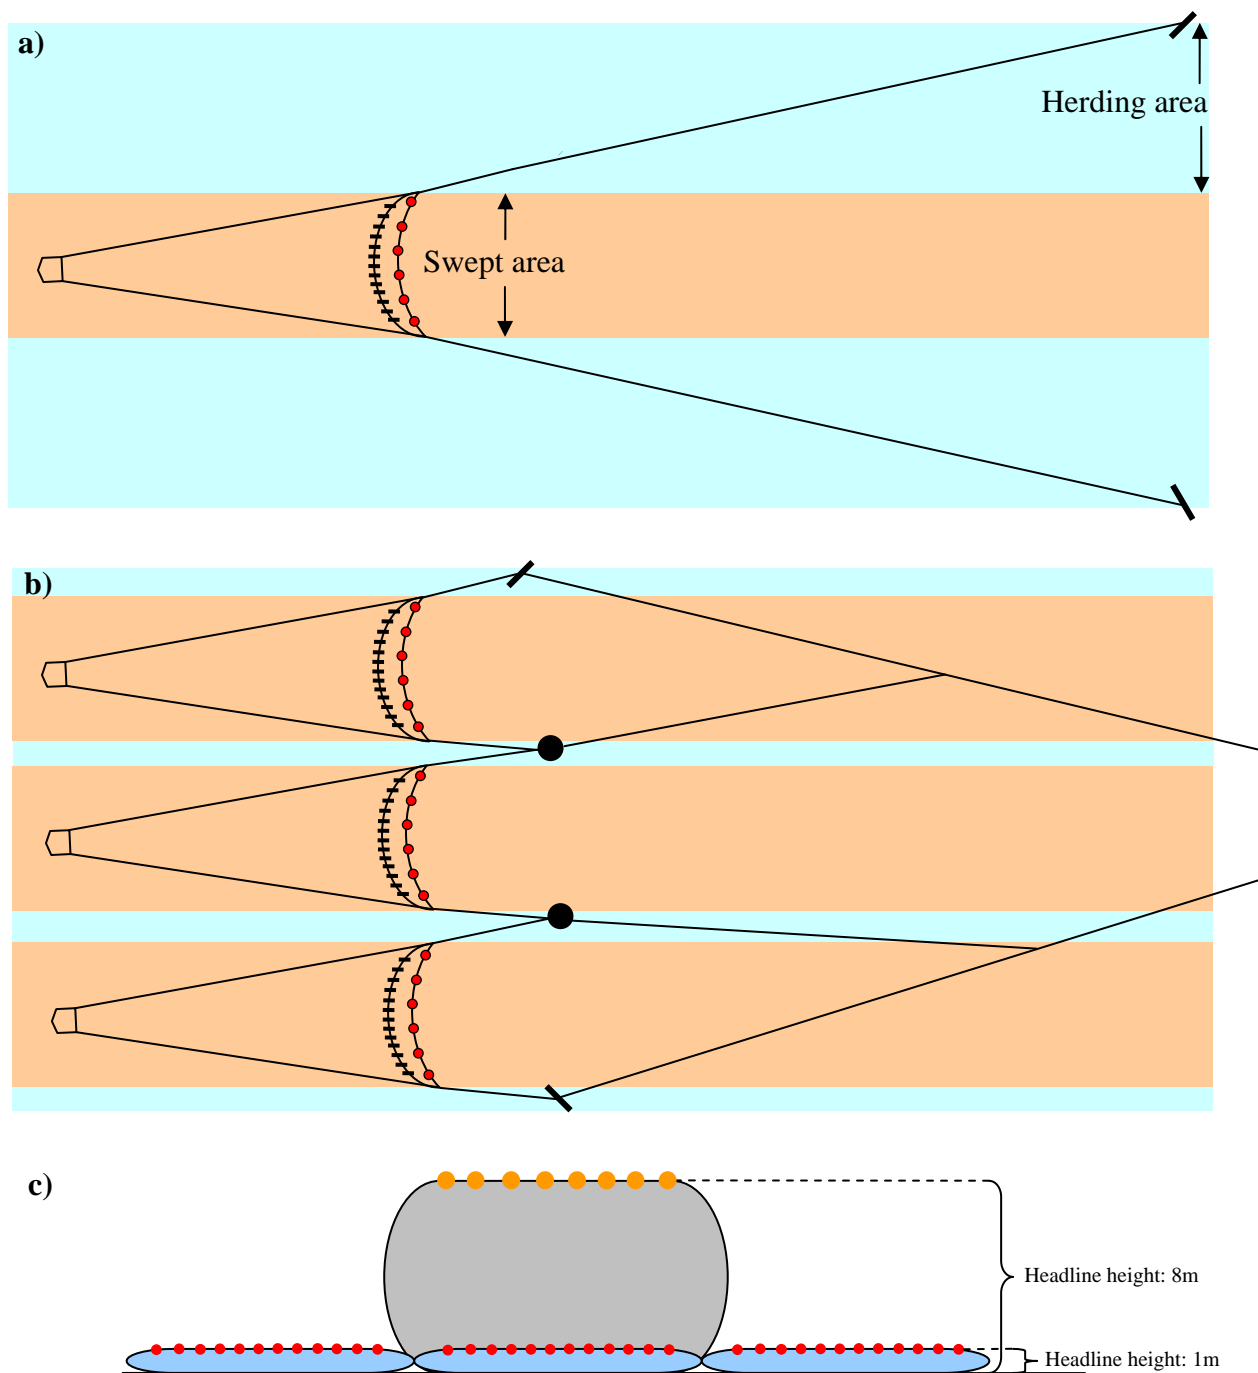 a)
Herding area
Swept area
b)
c)
Headline height: 8m
Headline height: 1m